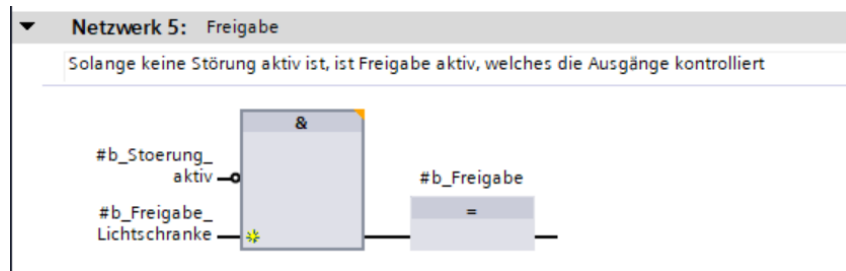 Netzwerk 5: Freigabe
Solange keine Störung aktiv ist, ist Freigabe aktiv, welches die Ausgänge kontrolliert
&
#b_Stoerung_
aktiv
#b_Freigabe
=
#b_Freigabe_
Lichtschranke